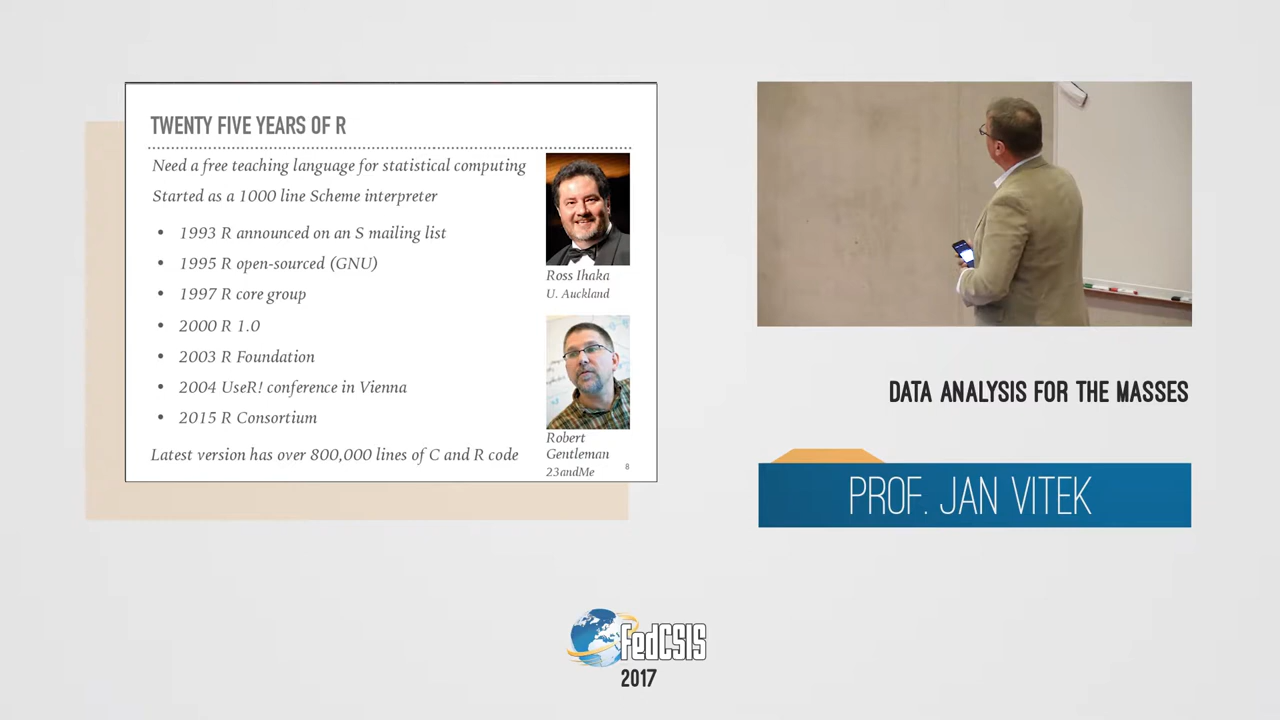 TWENTY FIVE YEARS OF R
Need a free teaching language for statistical computing
Started as a 1000 line Scheme interpreter
• 1993 R announced on an S mailing list
• 1995 R open-sourced (GNU)
• 1997 R core group
• 2000 R 1.0
• 2003 R Foundation
• 2004 UseR! conference in Vienna
• 2015 R Consortium
Latest version has over 800,000 lines of C and R code
Ross Ihaka
U. Auckland
Robert
Gentleman
23andMe
8
DATA ANALYSIS FOR THE MASSES
PROF. JAN VITEK
FedCSIS
2017